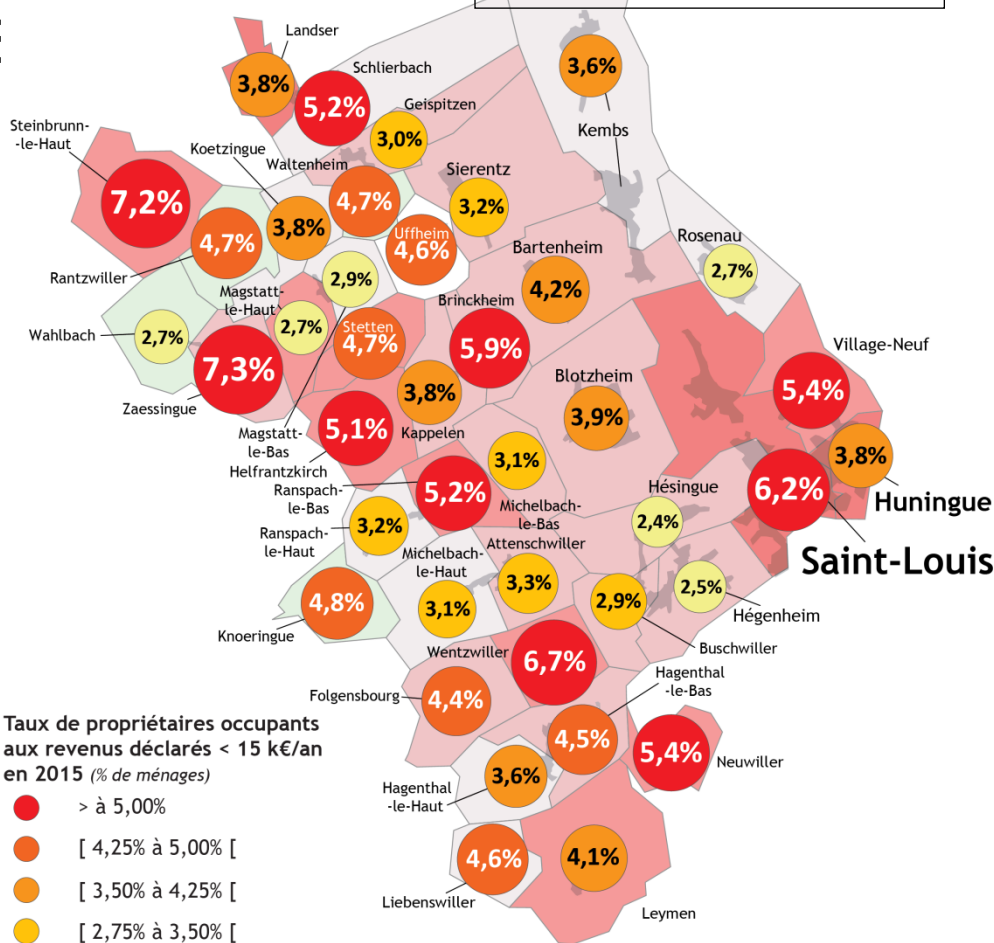 Landser
3,8%
Schlierbach
5,2%
Geispitzen
3,0%
3,6%
Kembs
Steinbrunn-
-le-Haut
7,2%
Koetzingue
3,8%
Waltenheim
4,7%
Sierentz
3,2%
Rantzwiller
4,7%
Uffheim
4,6%
Bartenheim
4,2%
Rosenau
2,7%
Wahlbach
2,7%
Magstatt-
le-Haut
2,7%
2,9%
Stetten
4,7%
Brinckheim
5,9%
Village-Neuf
5,4%
7,3%
Zaessingue
3,8%
Kappelen
Blotzheim
3,9%
Magstatt-
le-Bas
5,1%
Helfrantzkirch
Ranspach-
le-Bas
5,2%
3,1%
Michelbach-
le-Bas
3,8%
Huningue
6,2%
Saint-Louis
Hésingue
2,4%
Ranspach-
le-Haut
3,2%
Michelbach
-le-Haut
3,1%
Attenschwiller
3,3%
2,9%
Buschwiller
2,5%
Hégenheim
4,8%
Knoeringue
Wentzwiller
6,7%
Folgensbourg
4,4%
Hagenthal
-le-Bas
4,5%
5,4%
Neuwiller
Hagenthal
-le-Haut
3,6%
4,6%
Liebenswiller
4,1%
Leymen
Taux de propriétaires occupants
aux revenus déclarés < 15 k€/an
en 2015 (% de ménages)
> à 5,00%
[ 4,25% à 5,00% [
[ 3,50% à 4,25% [
[ 2,75% à 3,50% [